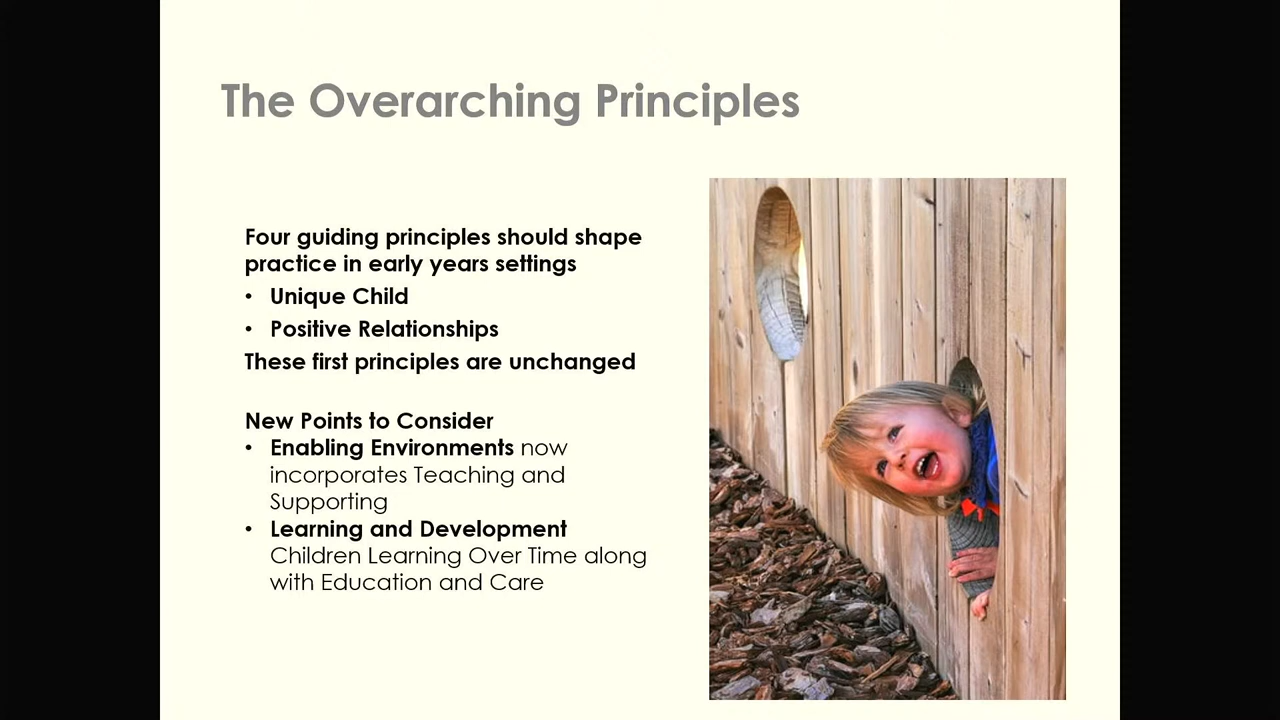 The Overarching Principles
Four guiding principles should shape
practice in early years settings
• Unique Child
• Positive Relationships
These first principles are unchanged
New Points to Consider
• Enabling Environments now
incorporates Teaching and
Supporting
• Learning and Development
Children Learning Over Time along
with Education and Care